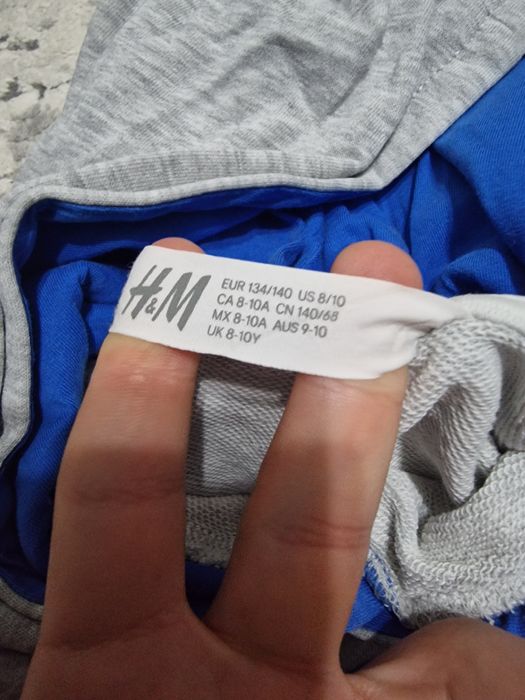 H&M
EUR 134/140 US 8/10
CA 8-10A CN 140/68
MX 8-10A AUS 9-10
UK 8-10Y